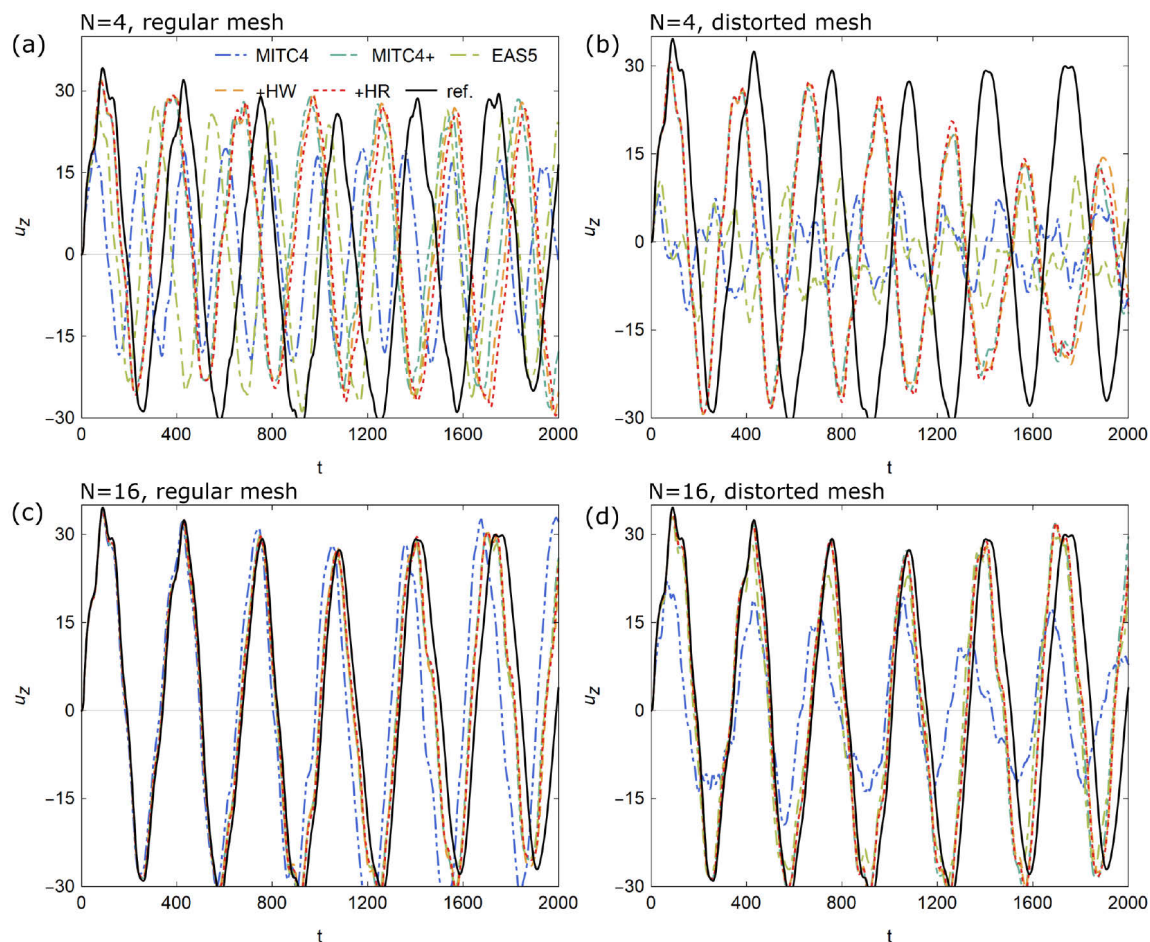 N=4, regular mesh
(a)
MITC4 MITC4+ EAS5
+HW +HR ref.
30
15
0
−15
−30
u_z
0 400 800 1200 1600 2000
t
N=4, distorted mesh
(b)
30
15
0
−15
−30
u_z
0 400 800 1200 1600 2000
t
N=16, regular mesh
(c)
30
15
0
−15
−30
u_z
0 400 800 1200 1600 2000
t
N=16, distorted mesh
(d)
30
15
0
−15
−30
u_z
0 400 800 1200 1600 2000
t